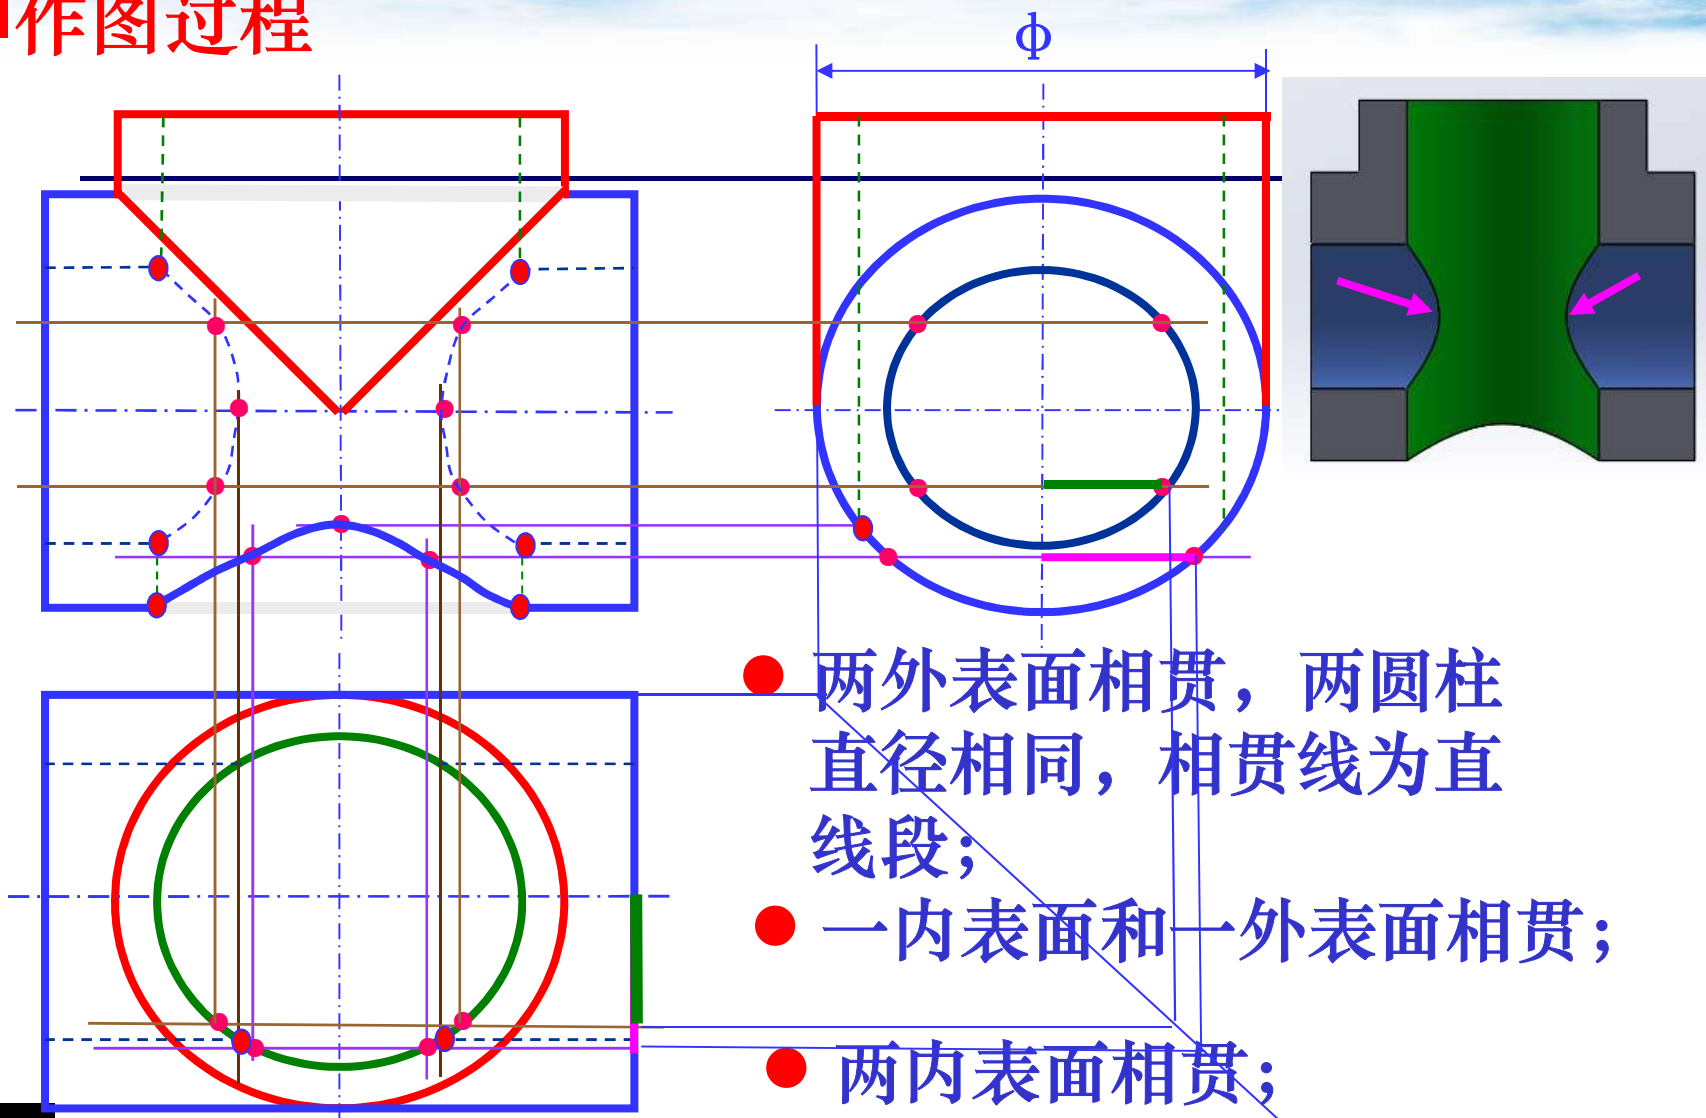 作图过程
ф
两外表面相贯，两圆柱
直径相同，相贯线为直
线段；
一内表面和一外表面相贯；
两内表面相贯；